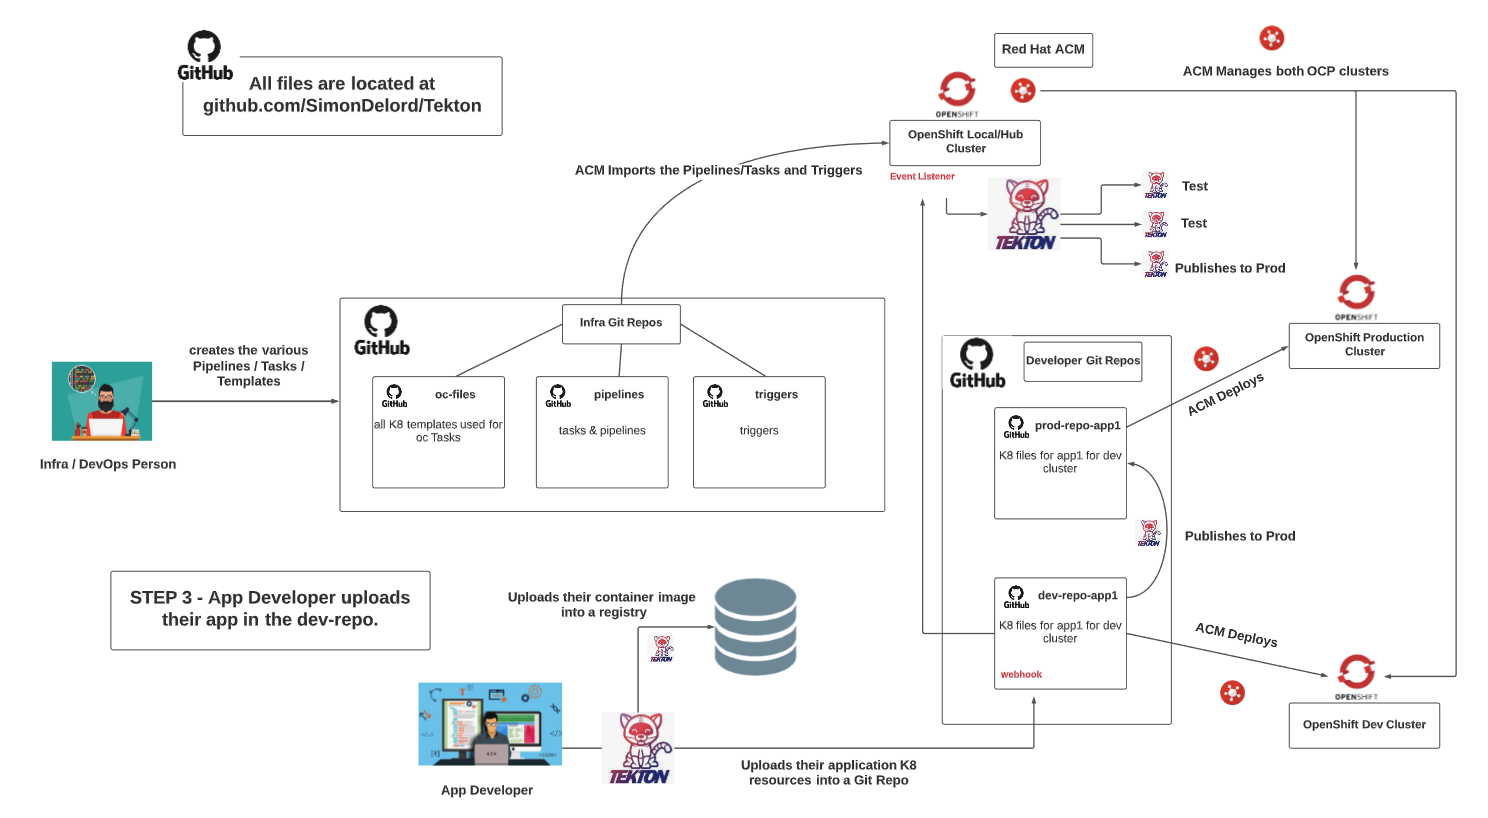 GitHub
All files are located at
github.com/SimonDelord/Tekton
Red Hat ACM
ACM Manages both OCP clusters
OPENSHIFT
OpenShift Local/Hub
Cluster
Event Listener
ACM Imports the Pipelines/Tasks and Triggers
TEKTON
TEKTON
Test
TEKTON
Test
TEKTON
Publishes to Prod
OPENSHIFT
OpenShift Production
Cluster
creates the various
Pipelines / Tasks /
Templates
Infra / DevOps Person
GitHub
Infra Git Repos
GitHub
oc-files
all K8 templates used for
oc Tasks
GitHub
pipelines
tasks & pipelines
GitHub
triggers
triggers
GitHub
Developer Git Repos
GitHub
prod-repo-app1
K8 files for app1 for dev
cluster
ACM Deploys
TEKTON
Publishes to Prod
GitHub
dev-repo-app1
K8 files for app1 for dev
cluster
webhook
ACM Deploys
OPENSHIFT
OpenShift Dev Cluster
STEP 3 - App Developer uploads
their app in the dev-repo.
Uploads their container image
into a registry
TEKTON
App Developer
TEKTON
Uploads their application K8
resources into a Git Repo